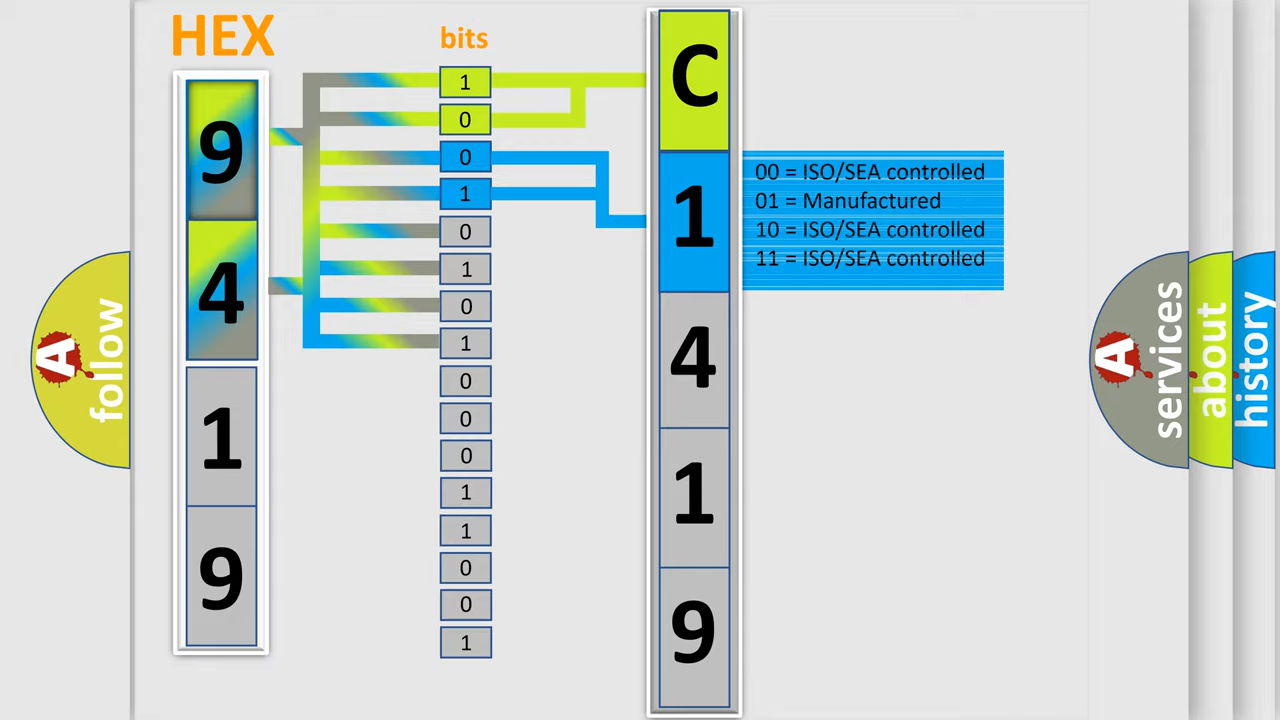 HEX
9
4
1
9
bits
1
0
0
1
0
1
0
1
0
0
0
1
1
0
0
1
C
1
4
1
9
00 = ISO/SEA controlled
01 = Manufactured
10 = ISO/SEA controlled
11 = ISO/SEA controlled
A
follow
A
services
about
history